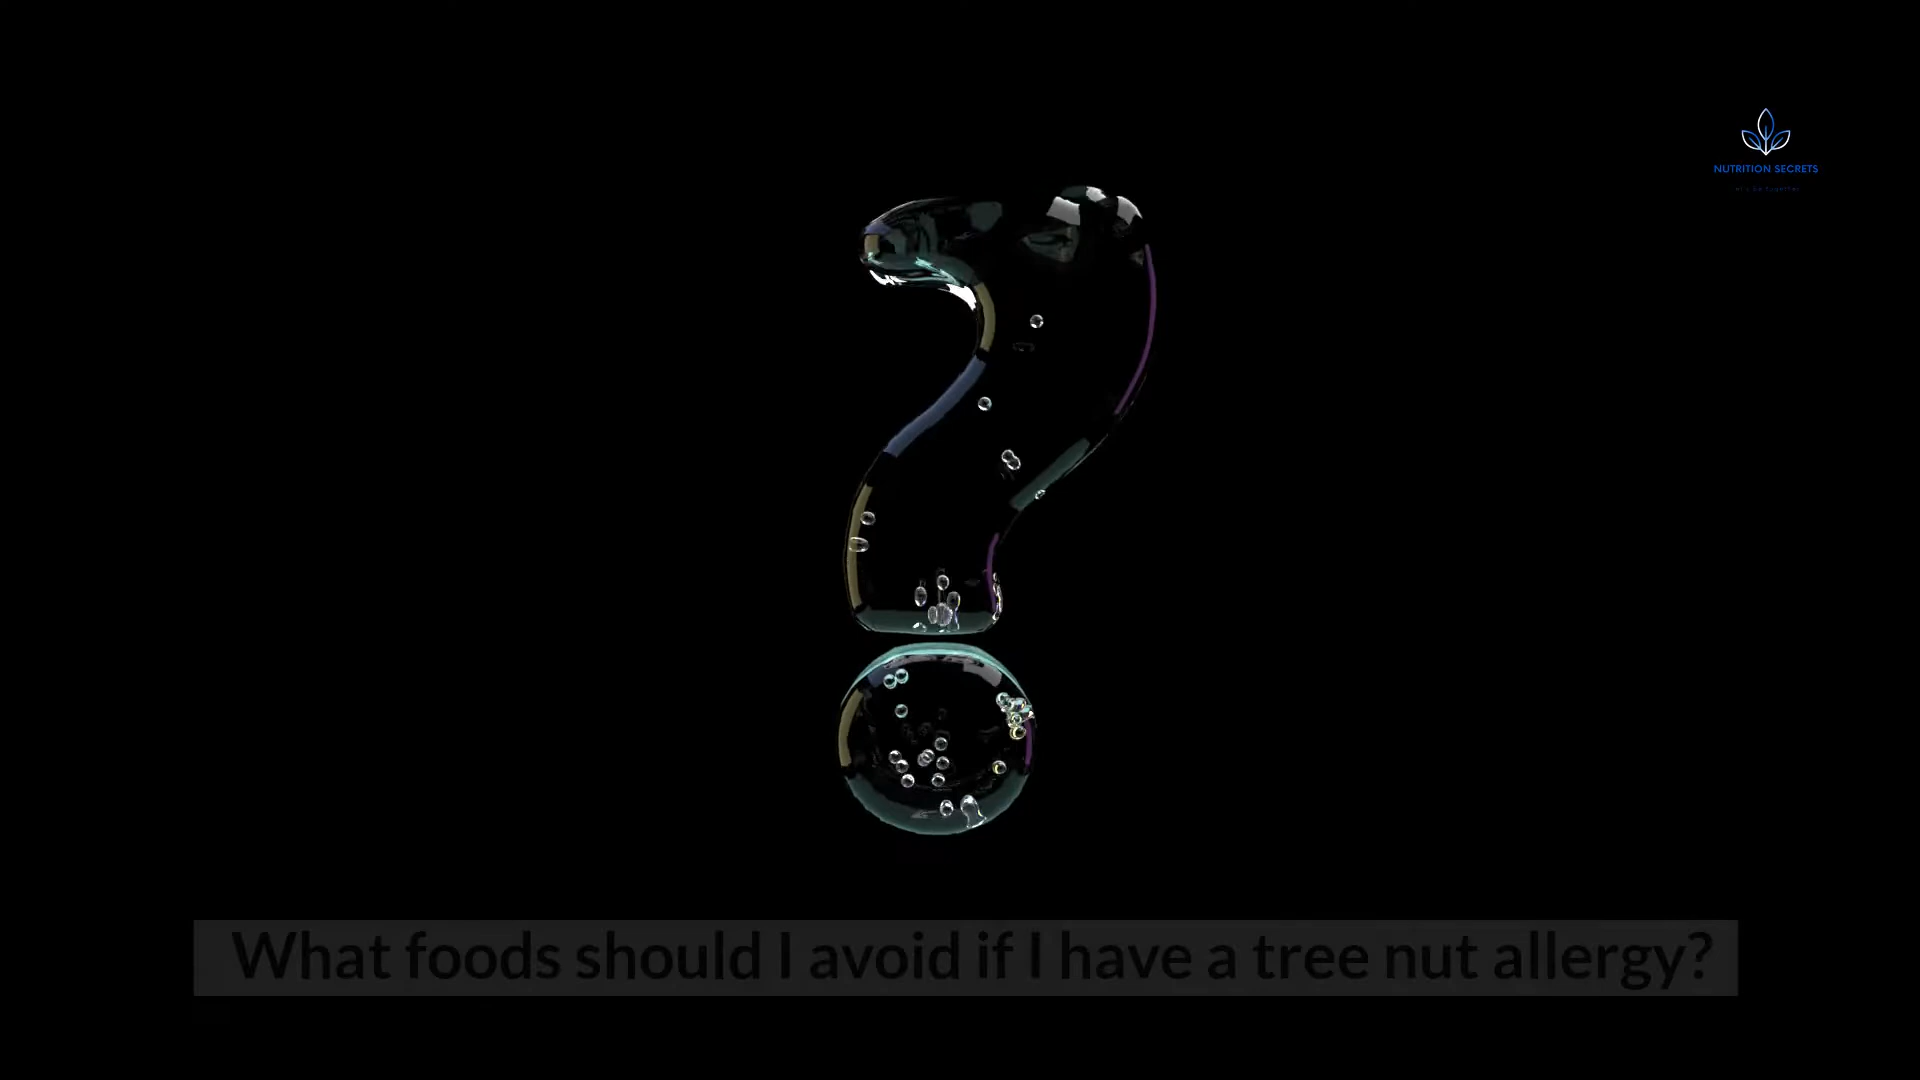 NUTRITION SECRETS
What foods should I avoid if I have a tree nut allergy?